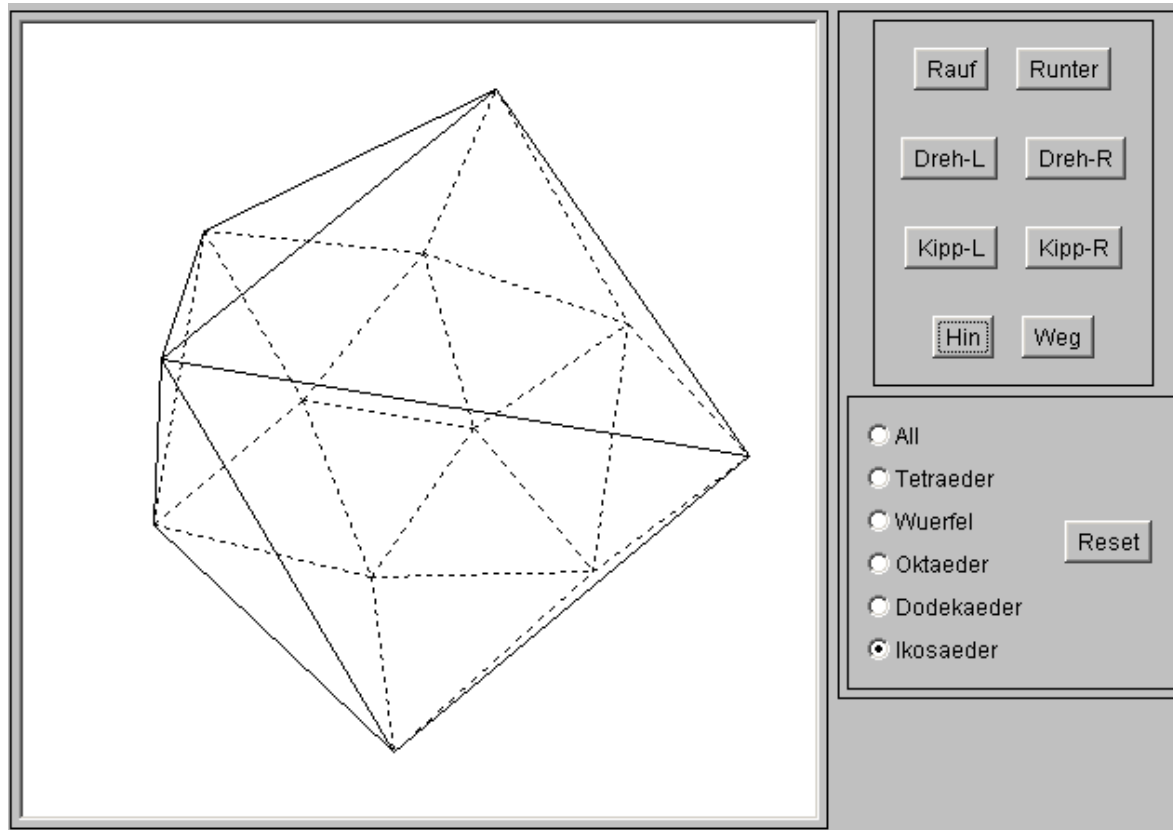 Rauf Runter
Dreh-L Dreh-R
Kipp-L Kipp-R
Hin Weg
All
Tetraeder
Wuerfel
Reset
Oktaeder
Dodekaeder
Ikosaeder